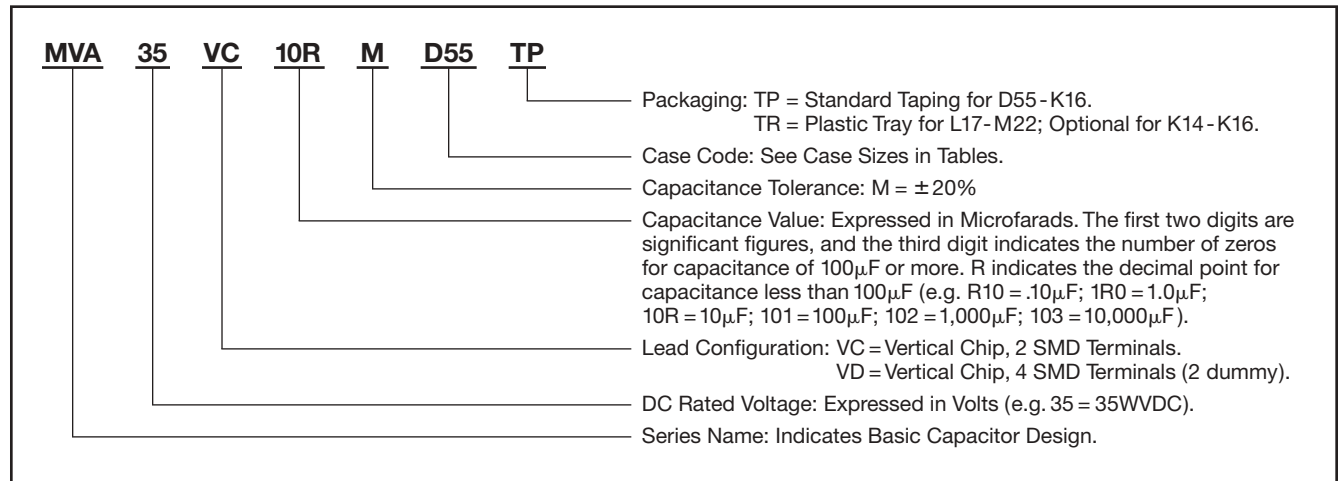 MVA 35 VC 10R M D55 TP
Packaging: TP = Standard Taping for D55-K16.
TR = Plastic Tray for L17-M22; Optional for K14-K16.
Case Code: See Case Sizes in Tables.
Capacitance Tolerance: M = ±20%
Capacitance Value: Expressed in Microfarads. The first two digits are
significant figures, and the third digit indicates the number of zeros
for capacitance of 100μF or more. R indicates the decimal point for
capacitance less than 100μF (e.g. R10 = .10μF; 1R0 = 1.0μF;
10R = 10μF; 101 = 100μF; 102 = 1,000μF; 103 = 10,000μF).
Lead Configuration: VC = Vertical Chip, 2 SMD Terminals.
VD = Vertical Chip, 4 SMD Terminals (2 dummy).
DC Rated Voltage: Expressed in Volts (e.g. 35 = 35WVDC).
Series Name: Indicates Basic Capacitor Design.